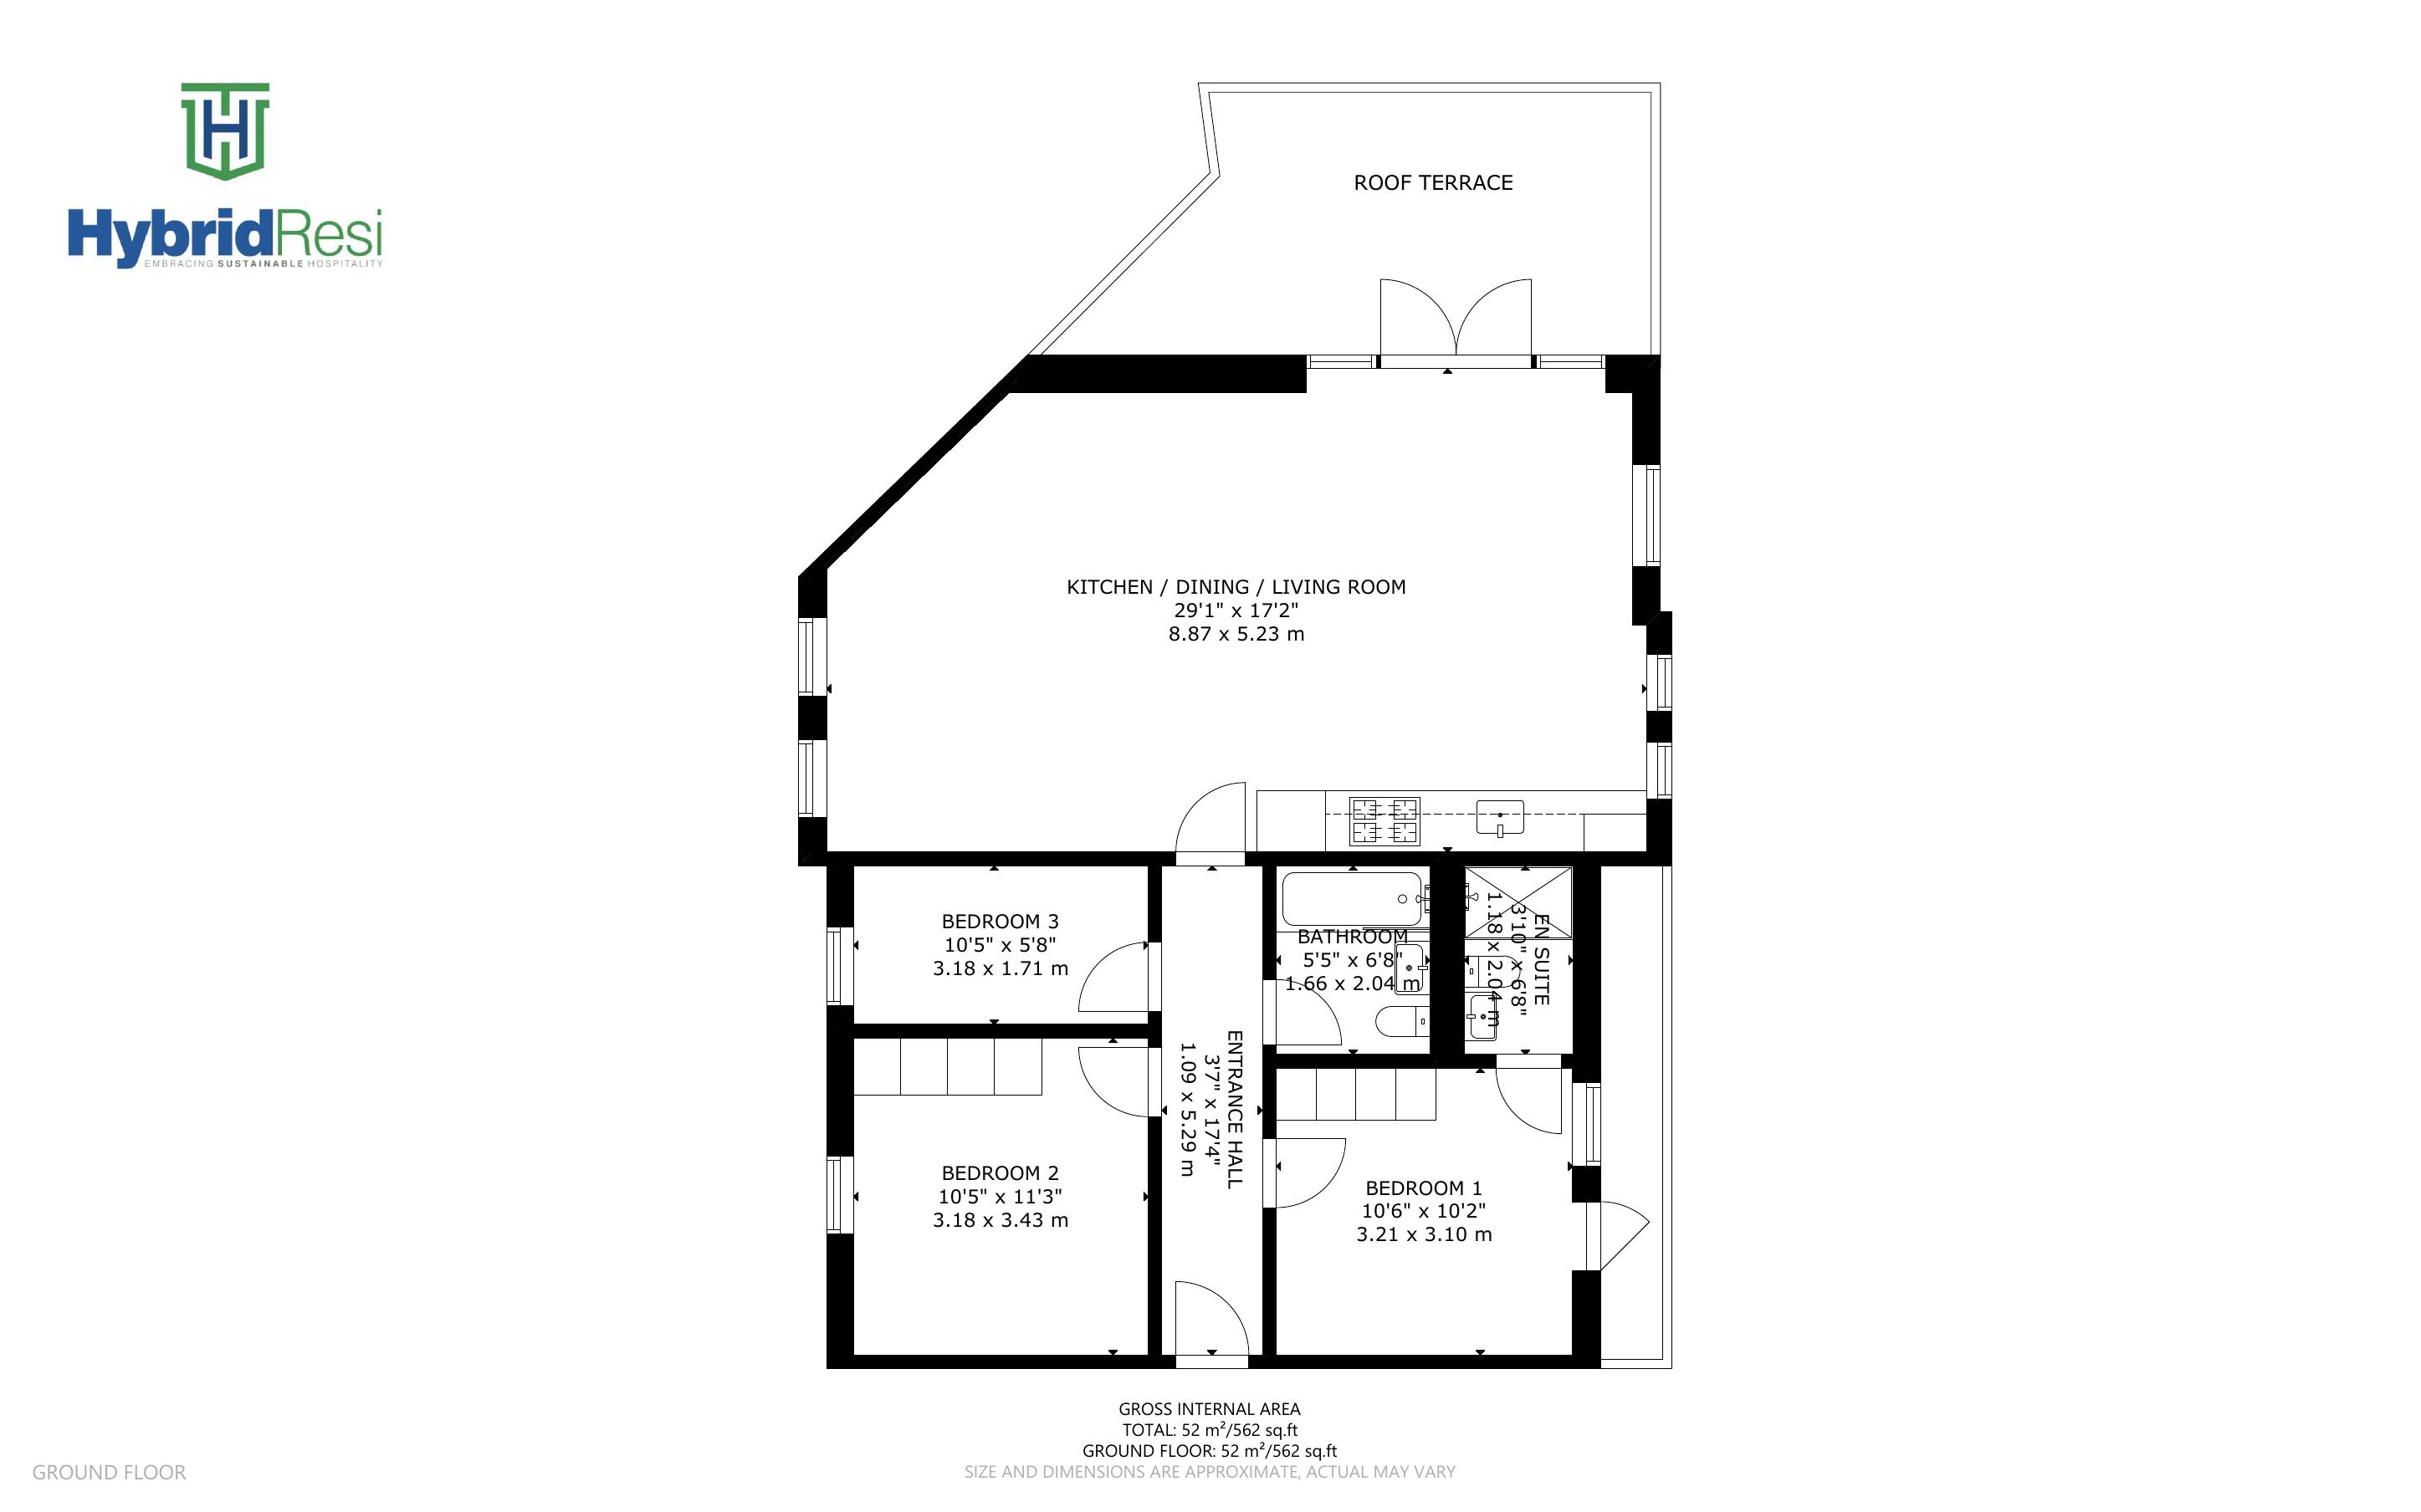 HybridResi
EMBRACING SUSTAINABLE HOSPITALITY
ROOF TERRACE
KITCHEN / DINING / LIVING ROOM
29'1" x 17'2"
8.87 x 5.23 m
BEDROOM 3
10'5" x 5'8"
3.18 x 1.71 m
BATHROOM
5'5" x 6'8"
1.66 x 2.04 m
EN SUITE
3'10" x 6'8"
1.18 x 2.04 m
ENTRANCE HALL
3'7" x 17'4"
1.09 x 5.29 m
BEDROOM 2
10'5" x 11'3"
3.18 x 3.43 m
BEDROOM 1
10'6" x 10'2"
3.21 x 3.10 m
GROSS INTERNAL AREA
TOTAL: 52 m²/562 sq.ft
GROUND FLOOR: 52 m²/562 sq.ft
SIZE AND DIMENSIONS ARE APPROXIMATE, ACTUAL MAY VARY
GROUND FLOOR